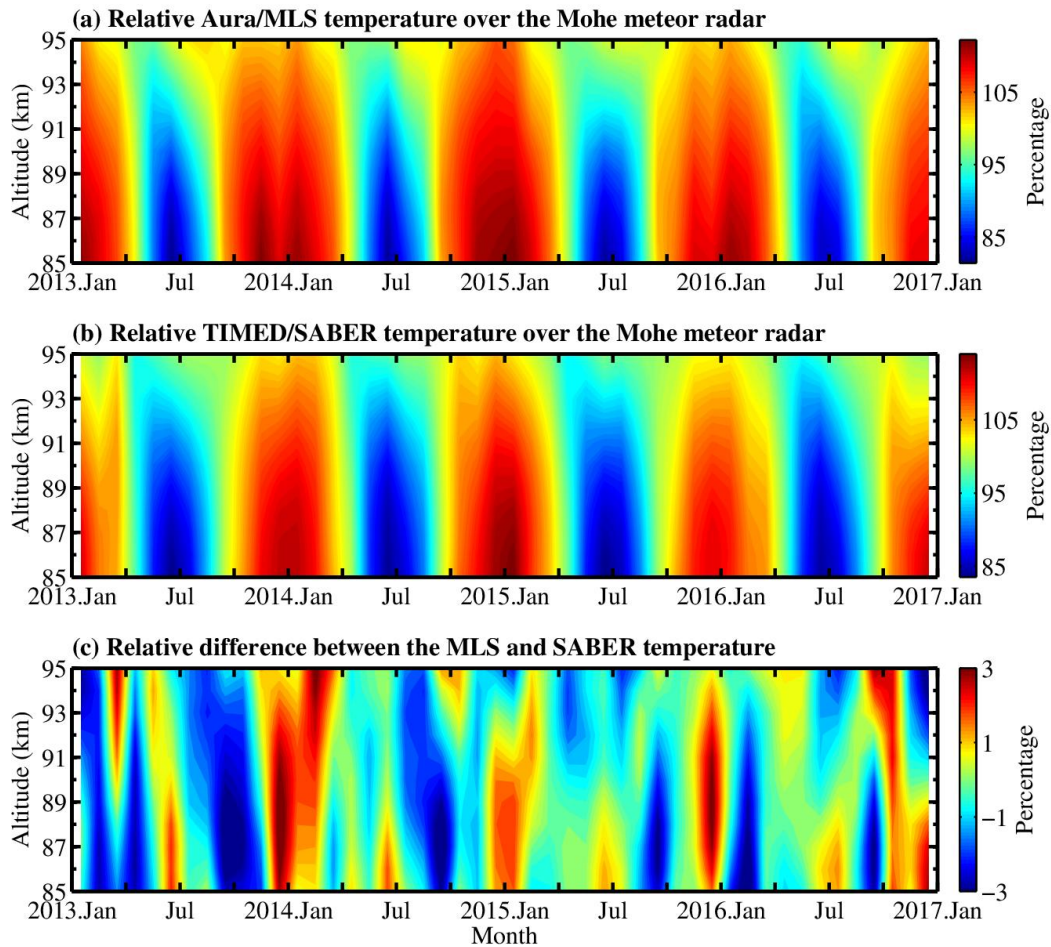 (a) Relative Aura/MLS temperature over the Mohe meteor radar
95
93
91
89
87
85
Altitude (km)
2013.Jan Jul 2014.Jan Jul 2015.Jan Jul 2016.Jan Jul 2017.Jan
105
95
85
Percentage
(b) Relative TIMED/SABER temperature over the Mohe meteor radar
95
93
91
89
87
85
Altitude (km)
2013.Jan Jul 2014.Jan Jul 2015.Jan Jul 2016.Jan Jul 2017.Jan
105
95
85
Percentage
(c) Relative difference between the MLS and SABER temperature
95
93
91
89
87
85
Altitude (km)
2013.Jan Jul 2014.Jan Jul 2015.Jan Jul 2016.Jan Jul 2017.Jan
Month
3
1
−1
−3
Percentage